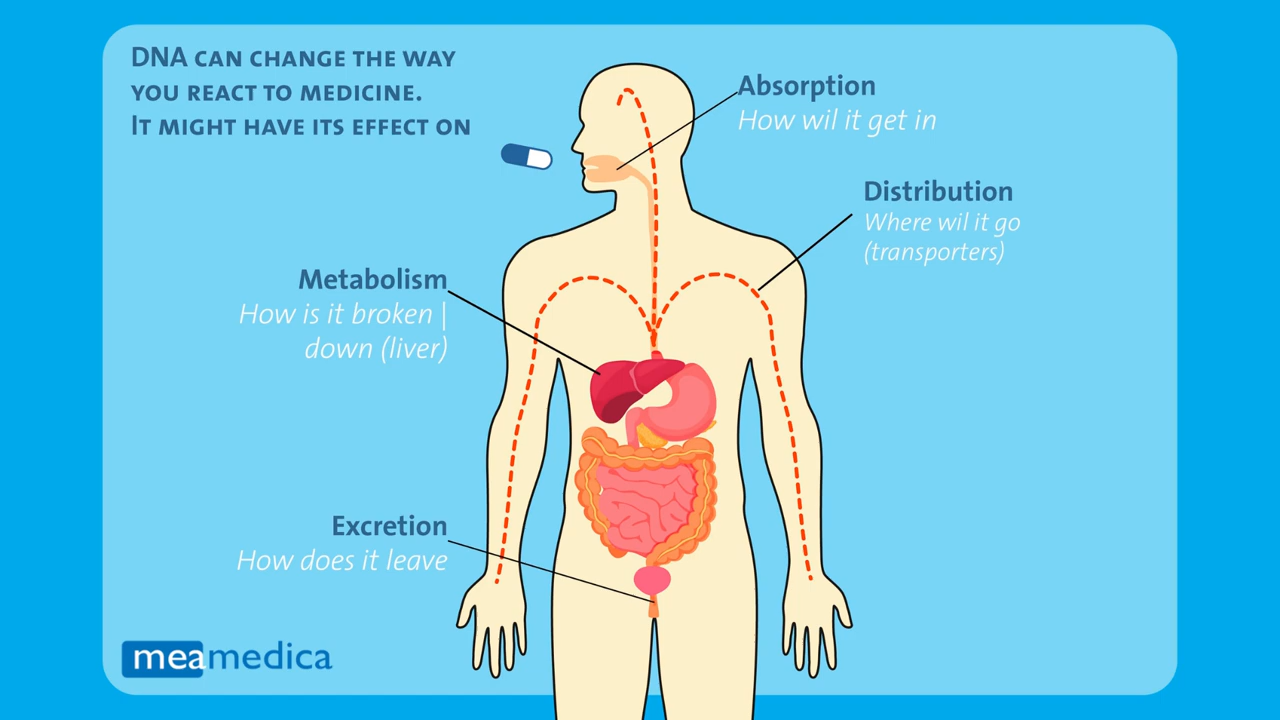 DNA can change the way
you react to medicine.
It might have its effect on
Absorption
How wil it get in
Distribution
Where wil it go
(transporters)
Metabolism
How is it broken |
down (liver)
Excretion
How does it leave
meamedica